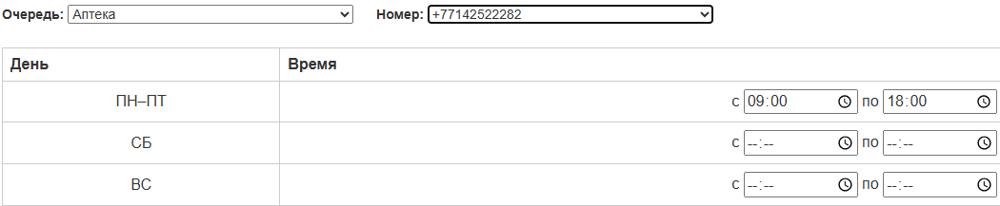 Очередь: Аптека Номер: +77142522282
День Время
ПН–ПТ с 09:00 по 18:00
СБ с --:-- по --:--
ВС с --:-- по --:--